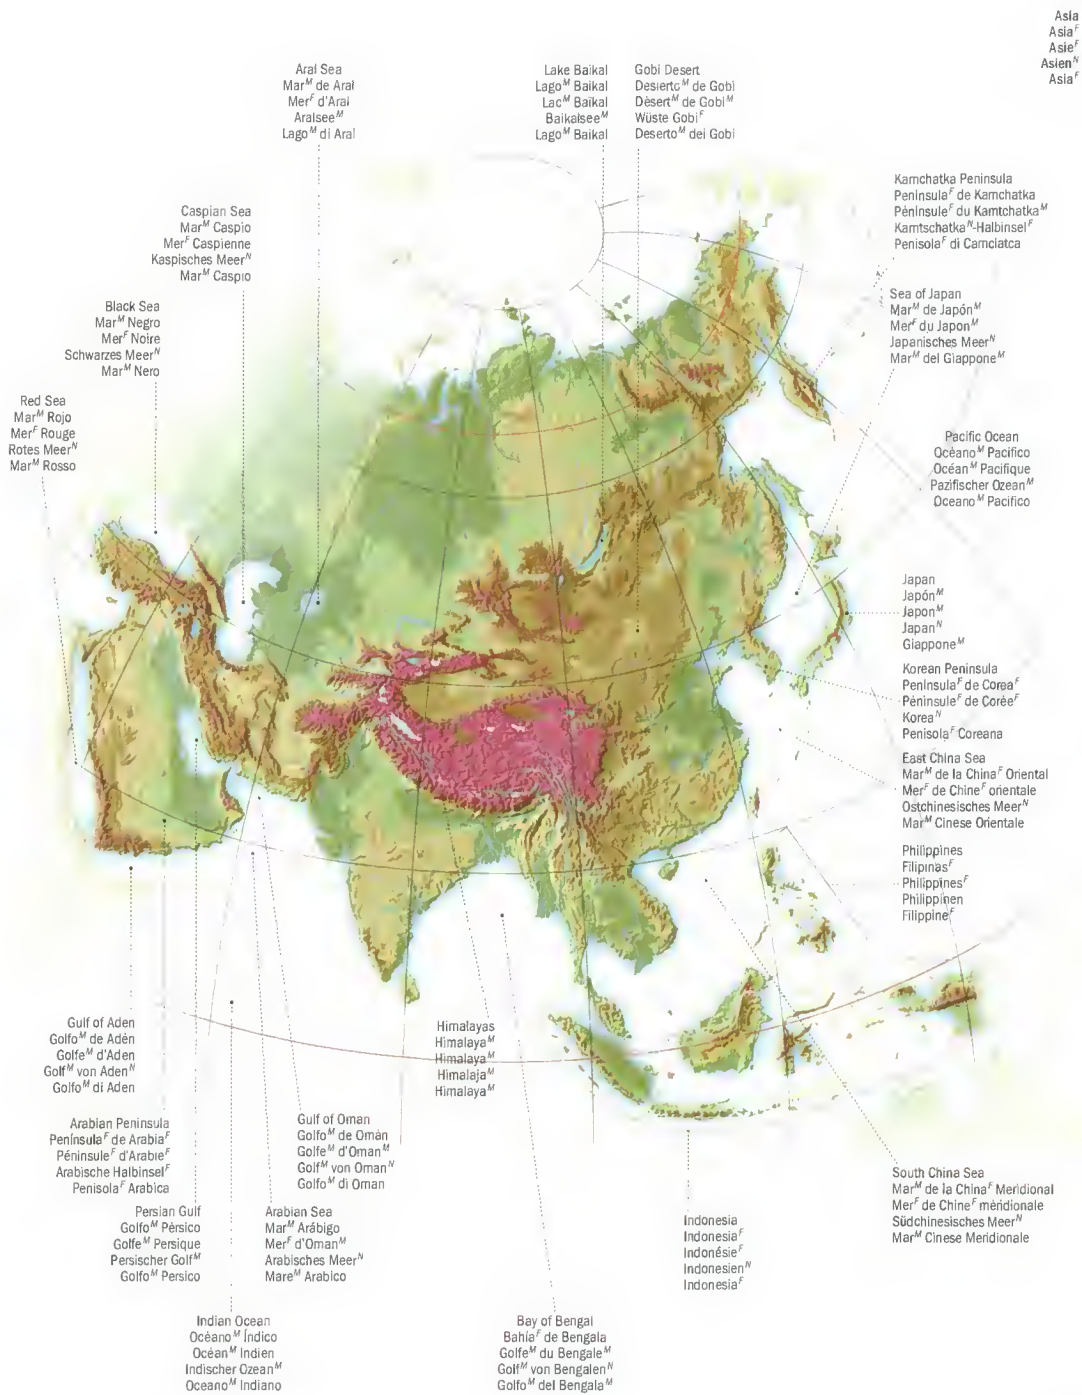 Asia
Asia^F
Asie^F
Asien^N
Asia^F
Aral Sea
Mar^M de Aral
Mer^F d'Aral
Aralsee^M
Lago^M di Aral
Lake Baikal
Lago^M Baikal
Lac^M Baïkal
Baikalsee^M
Lago^M Baikal
Gobi Desert
Desierto^M de Gobi
Désert^M de Gobi^M
Wüste Gobi^F
Deserto^M dei Gobi
Kamchatka Peninsula
Península^F de Kamchatka
Péninsule^F du Kamtchatka^M
Kamtschatka^N-Halbinsel^F
Penisola^F di Camciatca
Caspian Sea
Mar^M Caspio
Mer^F Caspienne
Kaspisches Meer^N
Mar^M Caspio
Black Sea
Mar^M Negro
Mer^F Noire
Schwarzes Meer^N
Mar^M Nero
Sea of Japan
Mar^M de Japón^M
Mer^F du Japon^M
Japanisches Meer^N
Mar^M del Giappone^M
Red Sea
Mar^M Rojo
Mer^F Rouge
Rotes Meer^N
Mar^M Rosso
Pacific Ocean
Océano^M Pacífico
Océan^M Pacifique
Pazifischer Ozean^M
Oceano^M Pacifico
Japan
Japón^M
Japon^M
Japan^N
Giappone^M
Korean Peninsula
Península^F de Corea^F
Péninsule^F de Corée^F
Korea^N
Penisola^F Coreana
East China Sea
Mar^M de la China^F Oriental
Mer^F de Chine^F orientale
Ostchinesisches Meer^N
Mar^M Cinese Orientale
Philippines
Filipinas^F
Philippines^F
Philippinen
Filippine^F
Gulf of Aden
Golfo^M de Adén
Golfe^M d'Aden
Golf^M von Aden^N
Golfo^M di Aden
Himalayas
Himalaya^M
Himalaya^M
Himalaja^M
Himalaya^M
Arabian Peninsula
Península^F de Arabia^F
Péninsule^F d'Arabie^F
Arabische Halbinsel^F
Penisola^F Arabica
Gulf of Oman
Golfo^M de Omán
Golfe^M d'Oman^M
Golf^M von Oman^N
Golfo^M di Oman
South China Sea
Mar^M de la China^F Meridional
Mer^F de Chine^F méridionale
Südchinesisches Meer^N
Mar^M Cinese Meridionale
Persian Gulf
Golfo^M Pérsico
Golfe^M Persique
Persischer Golf^M
Golfo^M Persico
Arabian Sea
Mar^M Arábigo
Mer^F d'Oman^M
Arabisches Meer^N
Mare^M Arabico
Indonesia
Indonesia^F
Indonésie^F
Indonesien^N
Indonesia^F
Indian Ocean
Océano^M Índico
Océan^M Indien
Indischer Ozean^M
Oceano^M Indiano
Bay of Bengal
Bahía^F de Bengala
Golfe^M du Bengale^M
Golf^M von Bengalen^N
Golfo^M del Bengala^M